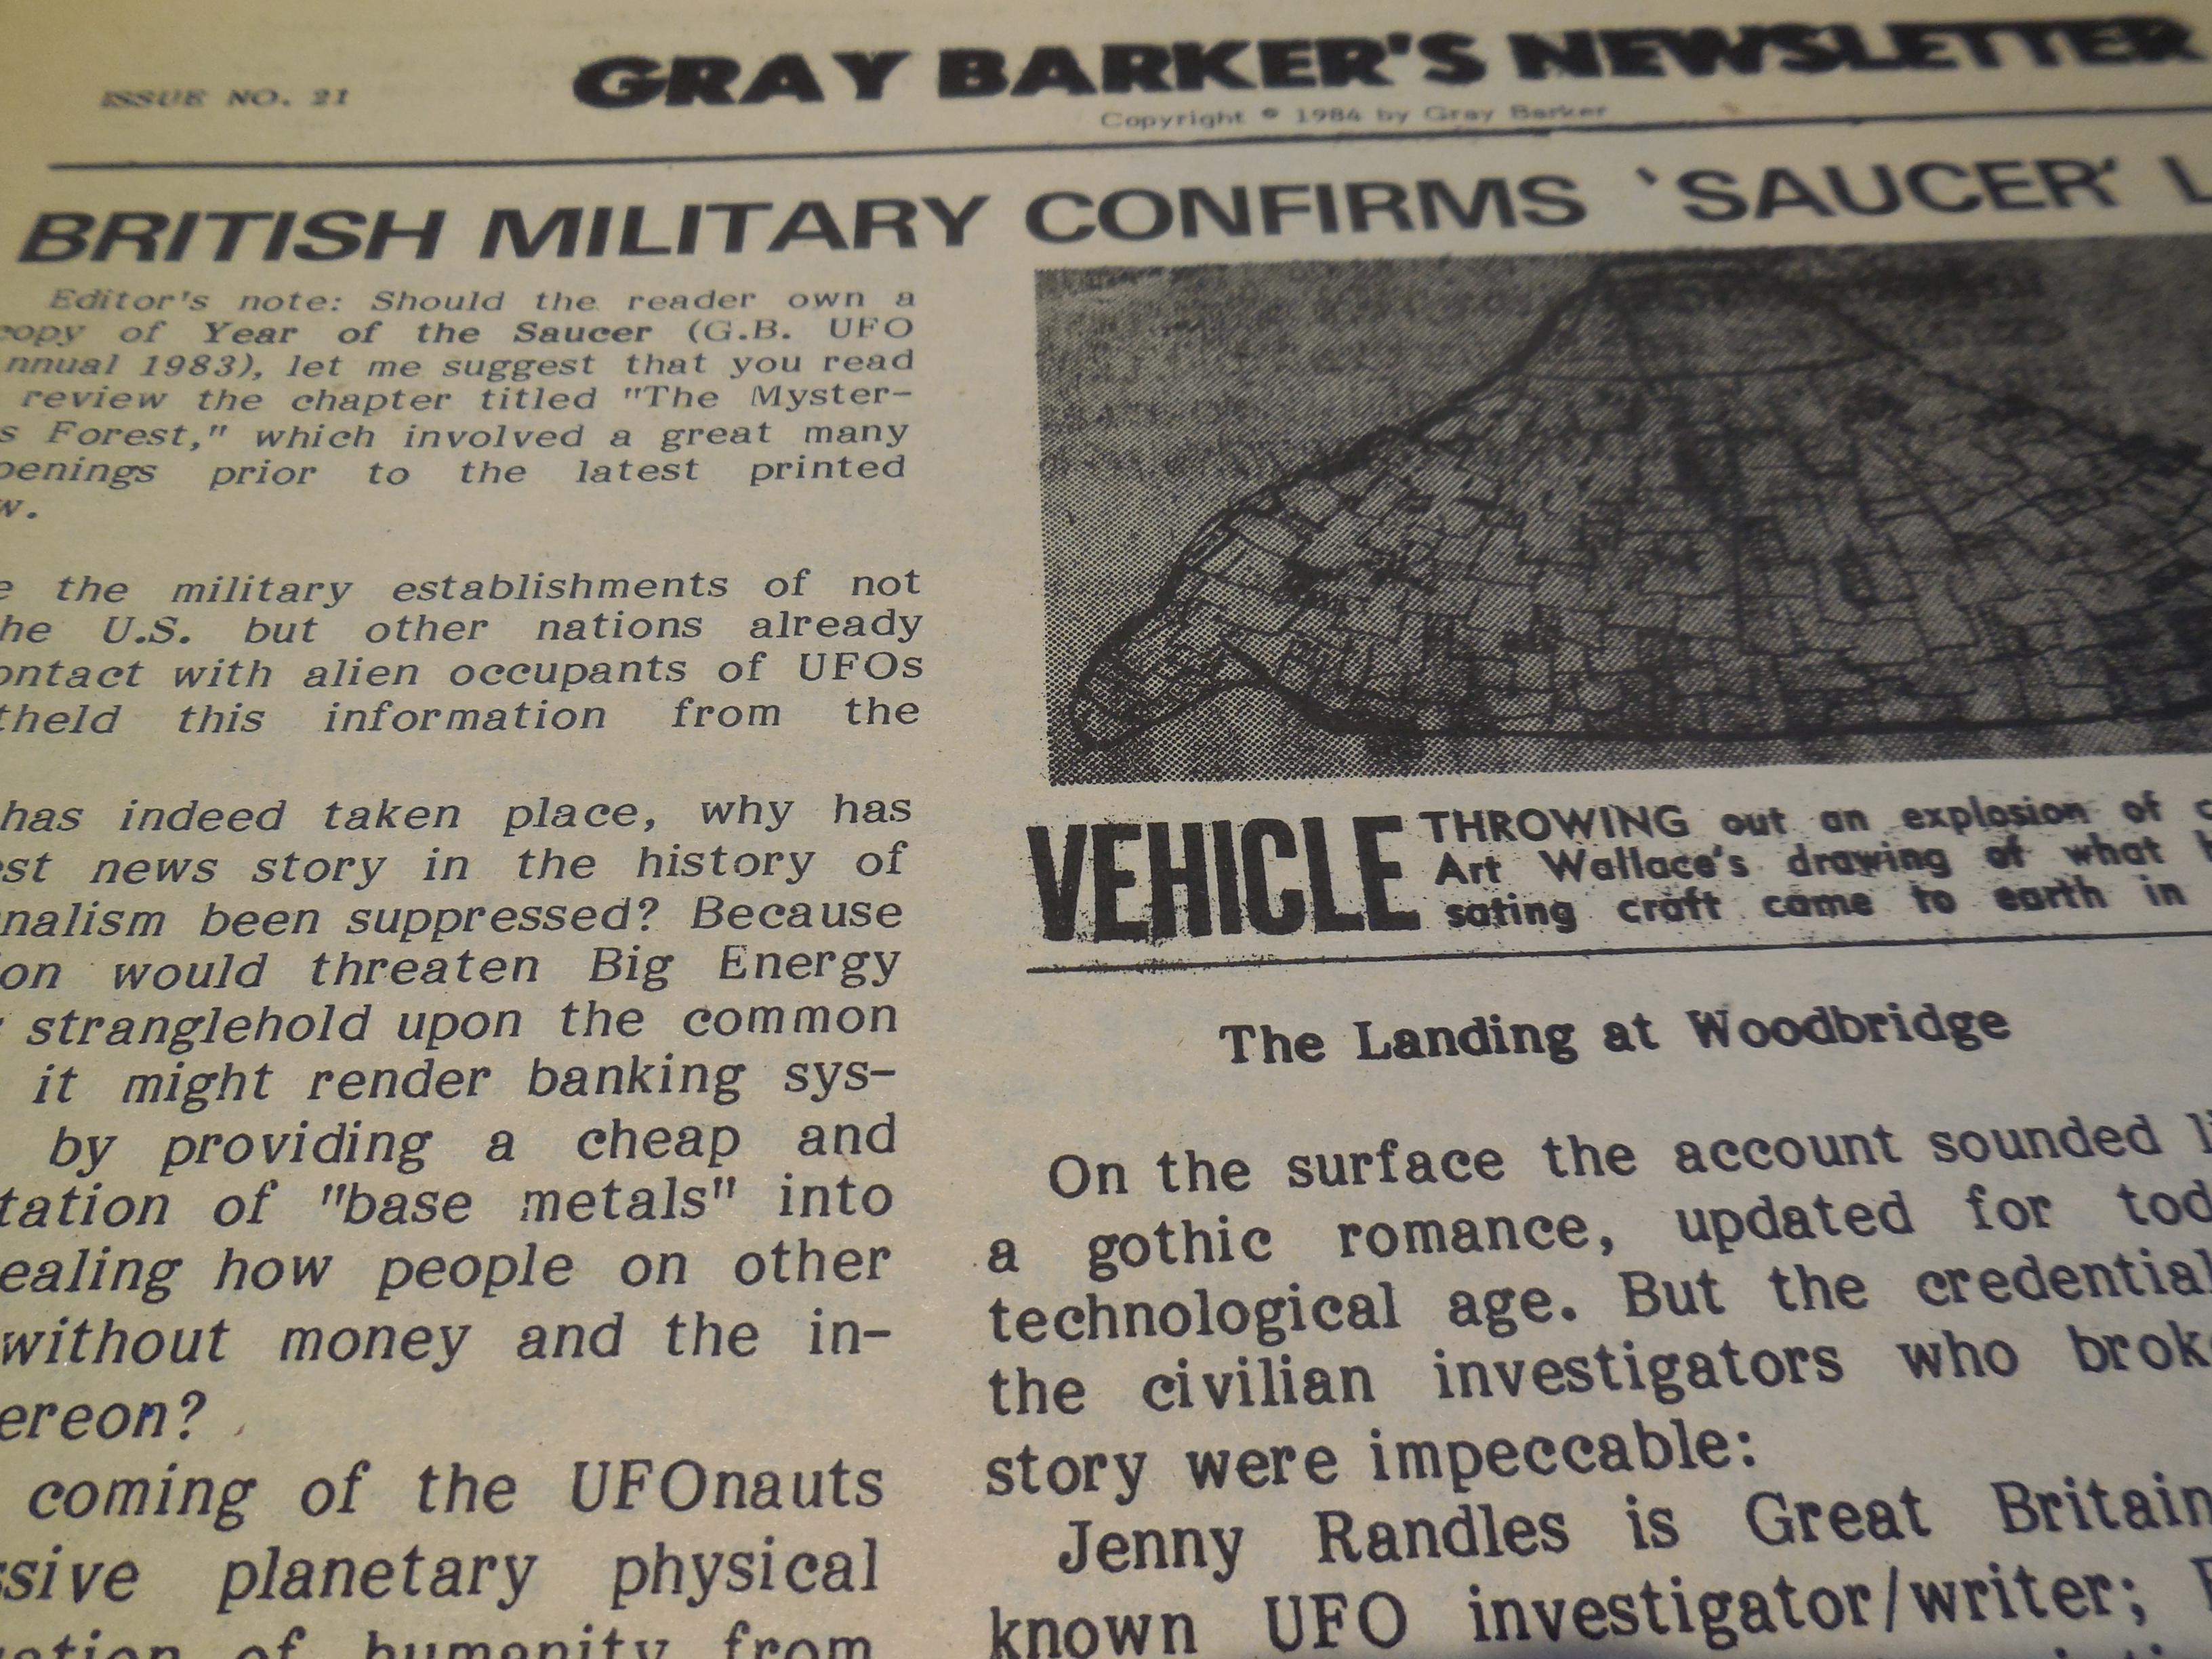 ISSUE NO. 21
GRAY BARKER'S NEWSLETTER
Copyright © 1984 by Gray Barker
BRITISH MILITARY CONFIRMS 'SAUCER' L
Editor's note: Should the reader own a
copy of Year of the Saucer (G.B. UFO
nnual 1983), let me suggest that you read
review the chapter titled "The Myster-
s Forest," which involved a great many
penings prior to the latest printed
w.
e the military establishments of not
he U.S. but other nations already
ontact with alien occupants of UFOs
theld this information from the
has indeed taken place, why has
est news story in the history of
nalism been suppressed? Because
ion would threaten Big Energy
stranglehold upon the common
it might render banking sys-
by providing a cheap and
tation of "base metals" into
ealing how people on other
without money and the in-
ereon?
coming of the UFOnauts
ssive planetary physical
ation of humanity from
VEHICLE
THROWING out an explosion of
Art Wallace's drawing of what
sating craft came to earth in
The Landing at Woodbridge
On the surface the account sounded li
a gothic romance, updated for tod
technological age. But the credential
the civilian investigators who brok
story were impeccable:
Jenny Randles is Great Britain
known UFO investigator/writer;